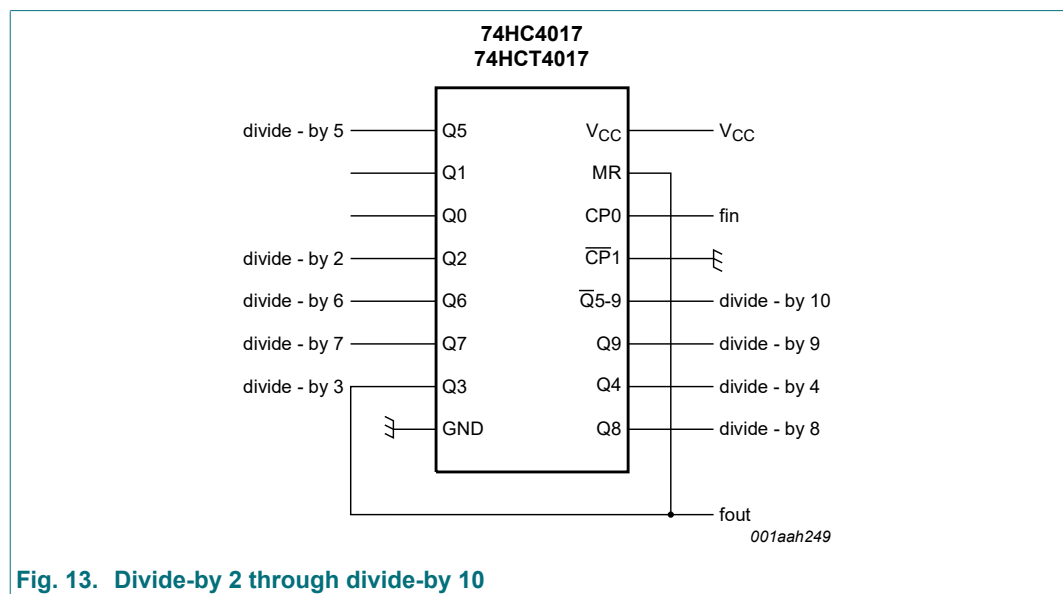 74HC4017
74HCT4017
divide - by 5
Q5
VCC
VCC
Q1
MR
Q0
CP0
fin
divide - by 2
Q2
CP1
divide - by 6
Q6
Q5-9
divide - by 10
divide - by 7
Q7
Q9
divide - by 9
divide - by 3
Q3
Q4
divide - by 4
GND
Q8
divide - by 8
fout
001aah249
Fig. 13. Divide-by 2 through divide-by 10